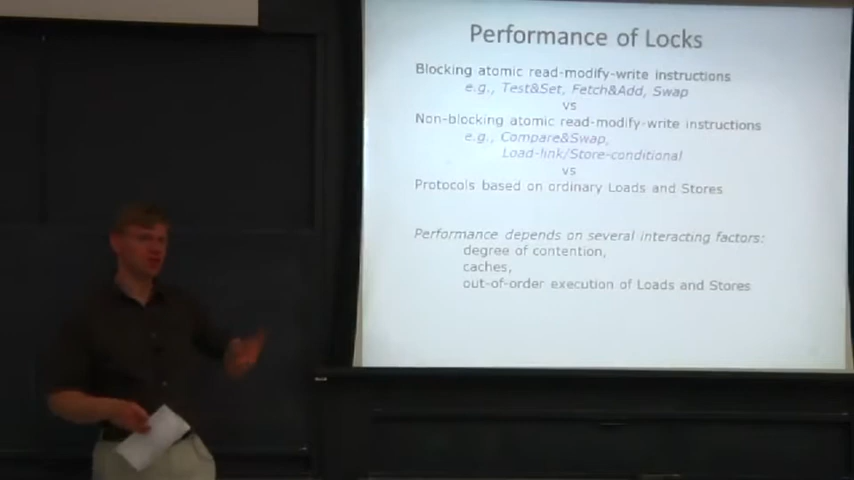 Performance of Locks
Blocking atomic read-modify-write instructions
e.g., Test&Set, Fetch&Add, Swap
vs
Non-blocking atomic read-modify-write instructions
e.g., Compare&Swap,
Load-link/Store-conditional
vs
Protocols based on ordinary Loads and Stores
Performance depends on several interacting factors:
degree of contention,
caches,
out-of-order execution of Loads and Stores